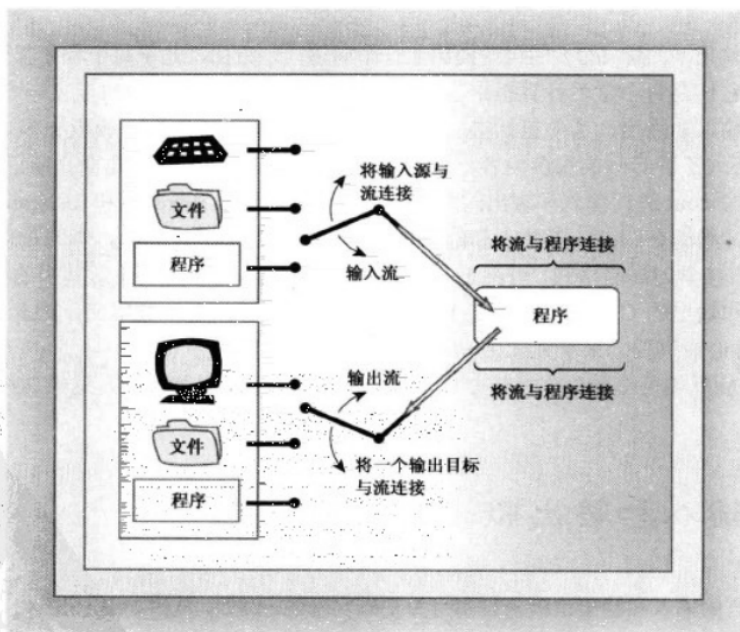 文件
程序
将输入源与
流连接
输入流
将流与程序连接
程序
将流与程序连接
文件
程序
输出流
将一个输出目标
与流连接